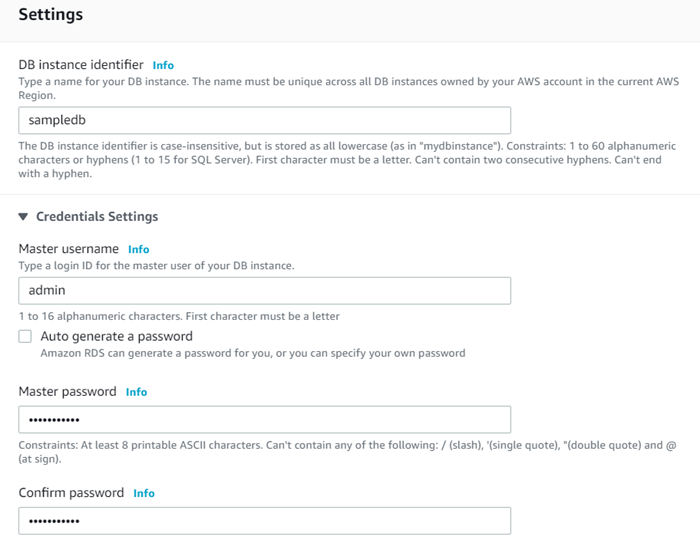 Settings
DB instance identifier Info
Type a name for your DB instance. The name must be unique across all DB instances owned by your AWS account in the current AWS
Region.
sampledb
The DB instance identifier is case-insensitive, but is stored as all lowercase (as in "mydbinstance"). Constraints: 1 to 60 alphanumeric
characters or hyphens (1 to 15 for SQL Server). First character must be a letter. Can't contain two consecutive hyphens. Can't end
with a hyphen.
Credentials Settings
Master username Info
Type a login ID for the master user of your DB instance.
admin
1 to 16 alphanumeric characters. First character must be a letter
Auto generate a password
Amazon RDS can generate a password for you, or you can specify your own password
Master password Info
•••••••••••
Constraints: At least 8 printable ASCII characters. Can't contain any of the following: / (slash), '(single quote), "(double quote) and @
(at sign).
Confirm password Info
•••••••••••